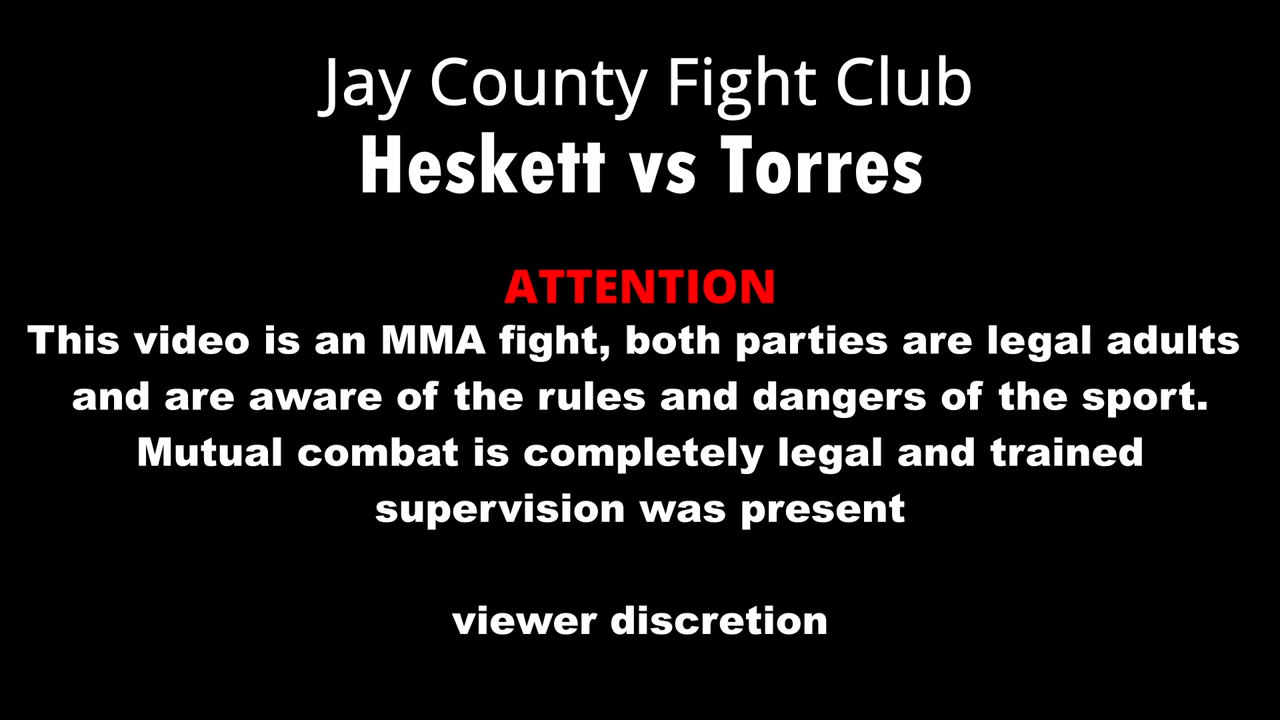 Jay County Fight Club
Heskett vs Torres
ATTENTION
This video is an MMA fight, both parties are legal adults
and are aware of the rules and dangers of the sport.
Mutual combat is completely legal and trained
supervision was present
viewer discretion